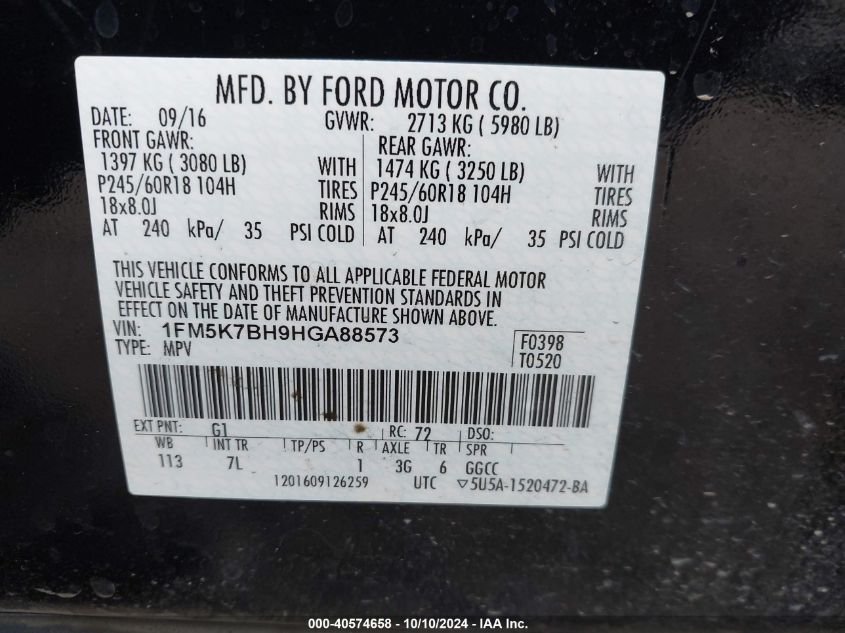 MFD. BY FORD MOTOR CO.
DATE: 09/16 GVWR: 2713 KG ( 5980 LB)
FRONT GAWR: REAR GAWR:
1397 KG ( 3080 LB) WITH 1474 KG ( 3250 LB) WITH
P245/60R18 104H TIRES P245/60R18 104H TIRES
18x8.0J RIMS 18x8.0J RIMS
AT 240 kPa/ 35 PSI COLD AT 240 kPa/ 35 PSI COLD
THIS VEHICLE CONFORMS TO ALL APPLICABLE FEDERAL MOTOR
VEHICLE SAFETY AND THEFT PREVENTION STANDARDS IN
EFFECT ON THE DATE OF MANUFACTURE SHOWN ABOVE.
VIN: 1FM5K7BH9HGA88573
TYPE: MPV
F0398
T0520
EXT PNT: G1 RC: 72 DSO:
WB INT TR TP/PS R AXLE TR SPR
113 7L 1 3G 6 GGCC
1201609126259 UTC ▽5U5A-1520472-BA
000-40574658 - 10/10/2024 - IAA Inc.